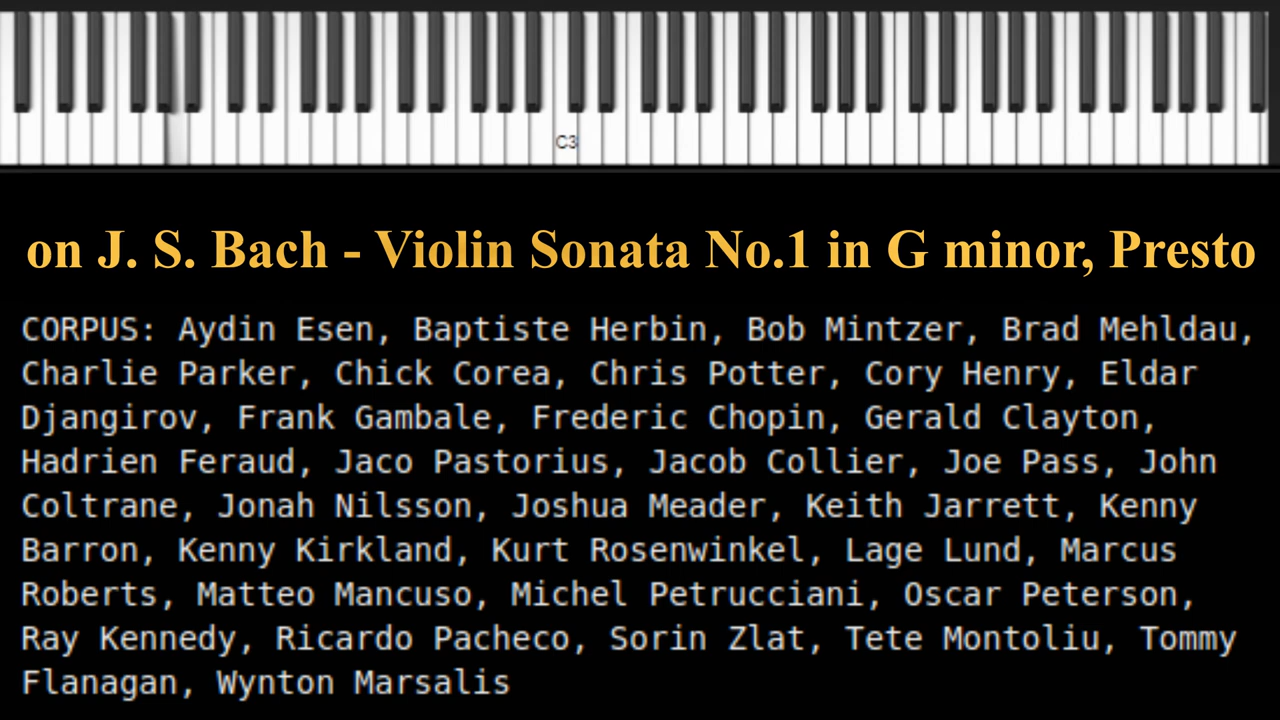 C3
on J. S. Bach - Violin Sonata No.1 in G minor, Presto
CORPUS: Aydin Esen, Baptiste Herbin, Bob Mintzer, Brad Mehldau,
Charlie Parker, Chick Corea, Chris Potter, Cory Henry, Eldar
Djangirov, Frank Gambale, Frederic Chopin, Gerald Clayton,
Hadrien Feraud, Jaco Pastorius, Jacob Collier, Joe Pass, John
Coltrane, Jonah Nilsson, Joshua Meader, Keith Jarrett, Kenny
Barron, Kenny Kirkland, Kurt Rosenwinkel, Lage Lund, Marcus
Roberts, Matteo Mancuso, Michel Petrucciani, Oscar Peterson,
Ray Kennedy, Ricardo Pacheco, Sorin Zlat, Tete Montoliu, Tommy
Flanagan, Wynton Marsalis